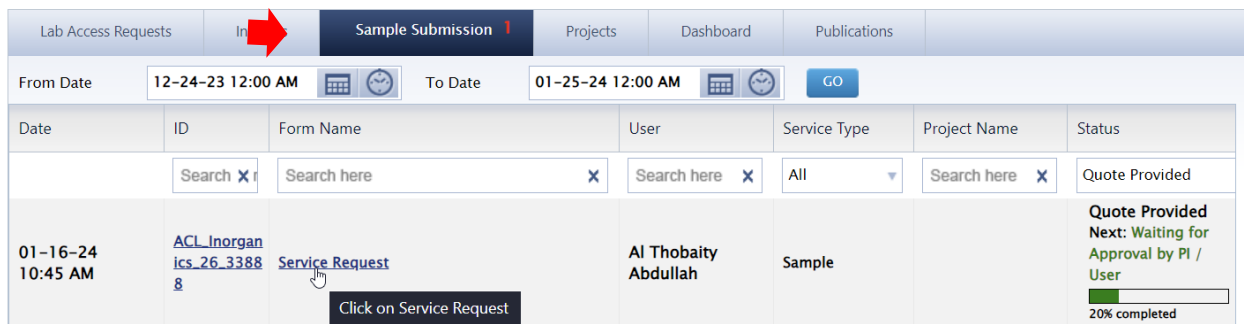 Lab Access Requests
Sample Submission 1
Projects
Dashboard
Publications
From Date
12-24-23 12:00 AM
To Date
01-25-24 12:00 AM
GO
Date
ID
Form Name
User
Service Type
Project Name
Status
Search
Search here
Search here
All
Search here
Quote Provided
01-16-24
10:45 AM
ACL_Inorgan
ics_26_3388
8
Service Request
Al Thobaity
Abdullah
Sample
Quote Provided
Next: Waiting for
Approval by PI /
User
20% completed
Click on Service Request